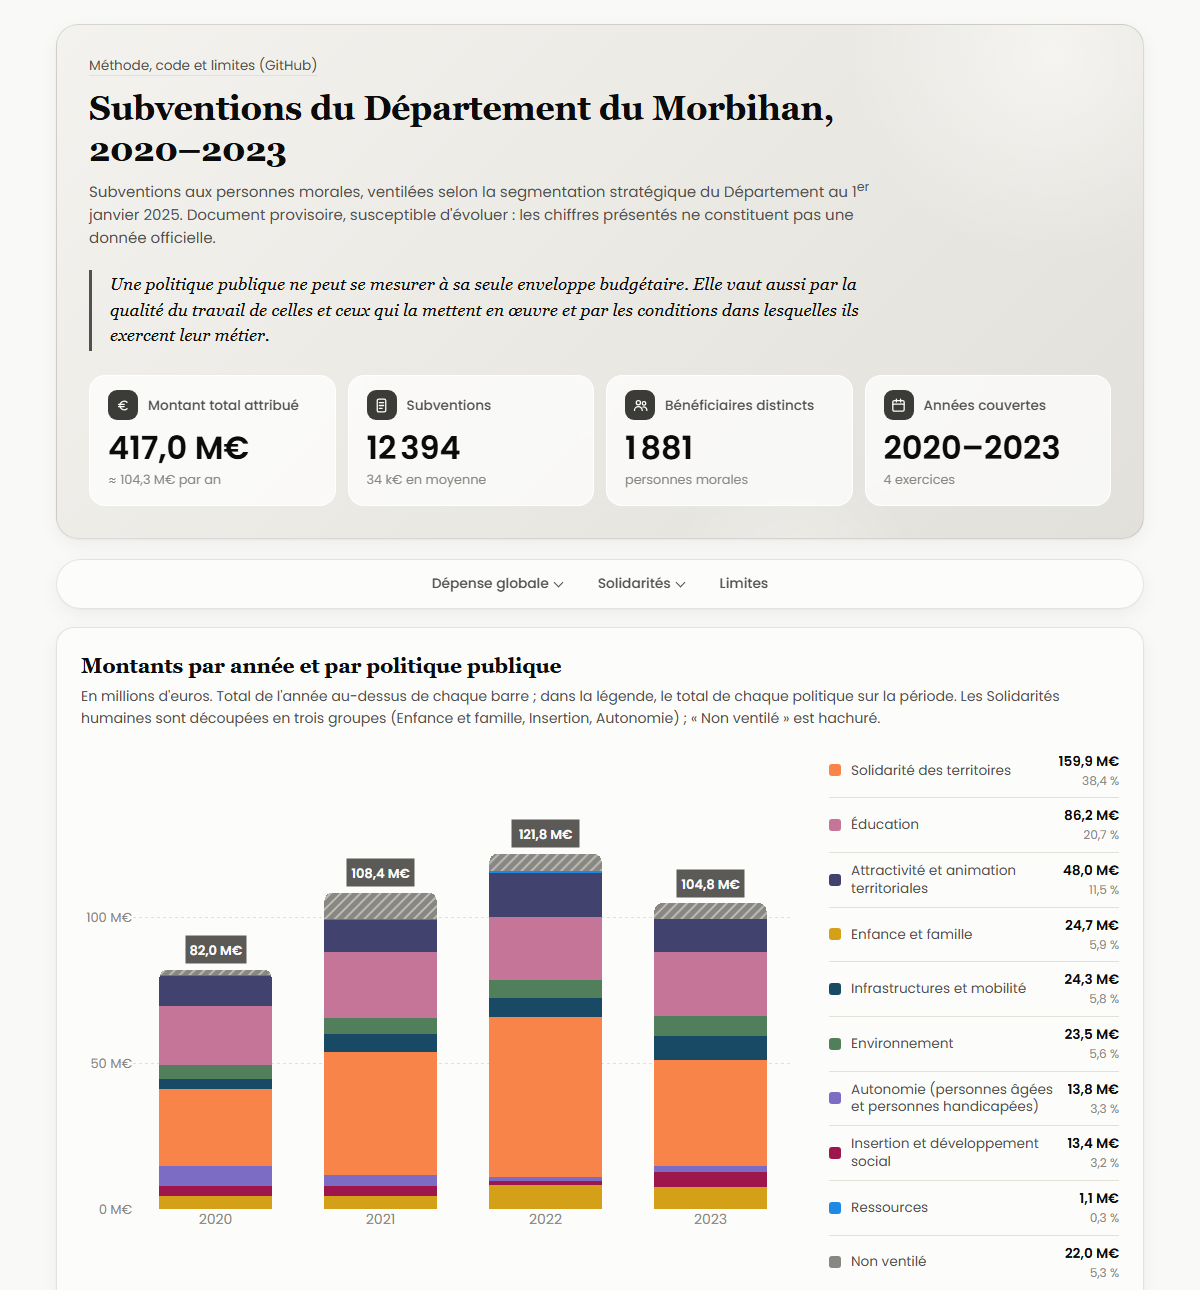 Méthode, code et limites (GitHub)
Subventions du Département du Morbihan,
2020–2023
Subventions aux personnes morales, ventilées selon la segmentation stratégique du Département au 1er
janvier 2025. Document provisoire, susceptible d'évoluer : les chiffres présentés ne constituent pas une
donnée officielle.
Une politique publique ne peut se mesurer à sa seule enveloppe budgétaire. Elle vaut aussi par la
qualité du travail de celles et ceux qui la mettent en œuvre et par les conditions dans lesquelles ils
exercent leur métier.
€ Montant total attribué
417,0 M€
≈ 104,3 M€ par an
Subventions
12 394
34 k€ en moyenne
Bénéficiaires distincts
1 881
personnes morales
Années couvertes
2020–2023
4 exercices
Dépense globale
Solidarités
Limites
Montants par année et par politique publique
En millions d'euros. Total de l'année au-dessus de chaque barre ; dans la légende, le total de chaque politique sur la période. Les Solidarités
humaines sont découpées en trois groupes (Enfance et famille, Insertion, Autonomie) ; « Non ventilé » est hachuré.
100 M€
50 M€
0 M€
82,0 M€
108,4 M€
121,8 M€
104,8 M€
2020
2021
2022
2023
Solidarité des territoires
159,9 M€
38,4 %
Éducation
86,2 M€
20,7 %
Attractivité et animation
territoriales
48,0 M€
11,5 %
Enfance et famille
24,7 M€
5,9 %
Infrastructures et mobilité
24,3 M€
5,8 %
Environnement
23,5 M€
5,6 %
Autonomie (personnes âgées
et personnes handicapées)
13,8 M€
3,3 %
Insertion et développement
social
13,4 M€
3,2 %
Ressources
1,1 M€
0,3 %
Non ventilé
22,0 M€
5,3 %